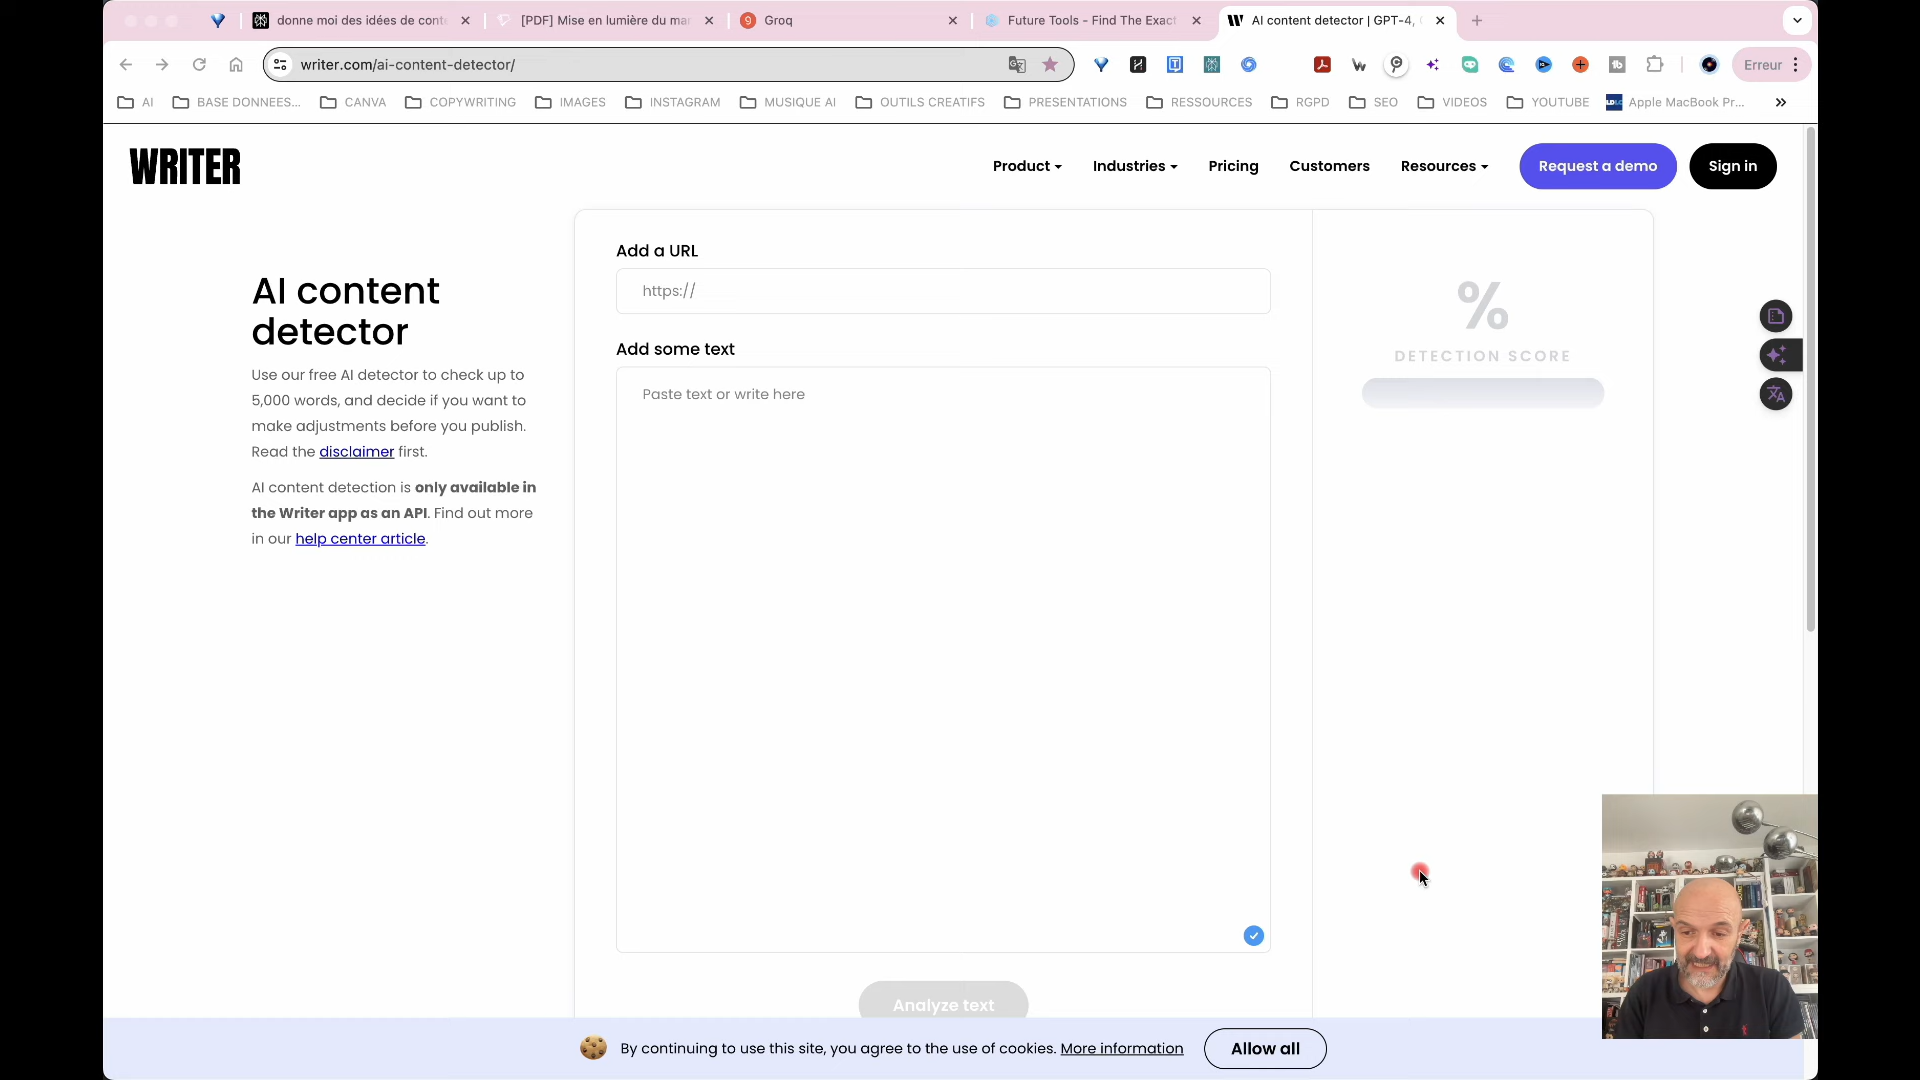 donne moi des idées de cont
[PDF] Mise en lumière du mar
Groq
Future Tools - Find The Exact
AI content detector | GPT-4,
writer.com/ai-content-detector/
Erreur
AI
BASE DONNEES...
CANVA
COPYWRITING
IMAGES
INSTAGRAM
MUSIQUE AI
OUTILS CREATIFS
PRESENTATIONS
RESSOURCES
RGPD
SEO
VIDEOS
YOUTUBE
Apple MacBook Pr...
WRITER
Product
Industries
Pricing
Customers
Resources
Request a demo
Sign in
AI content
detector
Use our free AI detector to check up to
5,000 words, and decide if you want to
make adjustments before you publish.
Read the disclaimer first.
AI content detection is only available in
the Writer app as an API. Find out more
in our help center article.
Add a URL
https://
Add some text
Paste text or write here
Analyze text
%
DETECTION SCORE
By continuing to use this site, you agree to the use of cookies. More information
Allow all